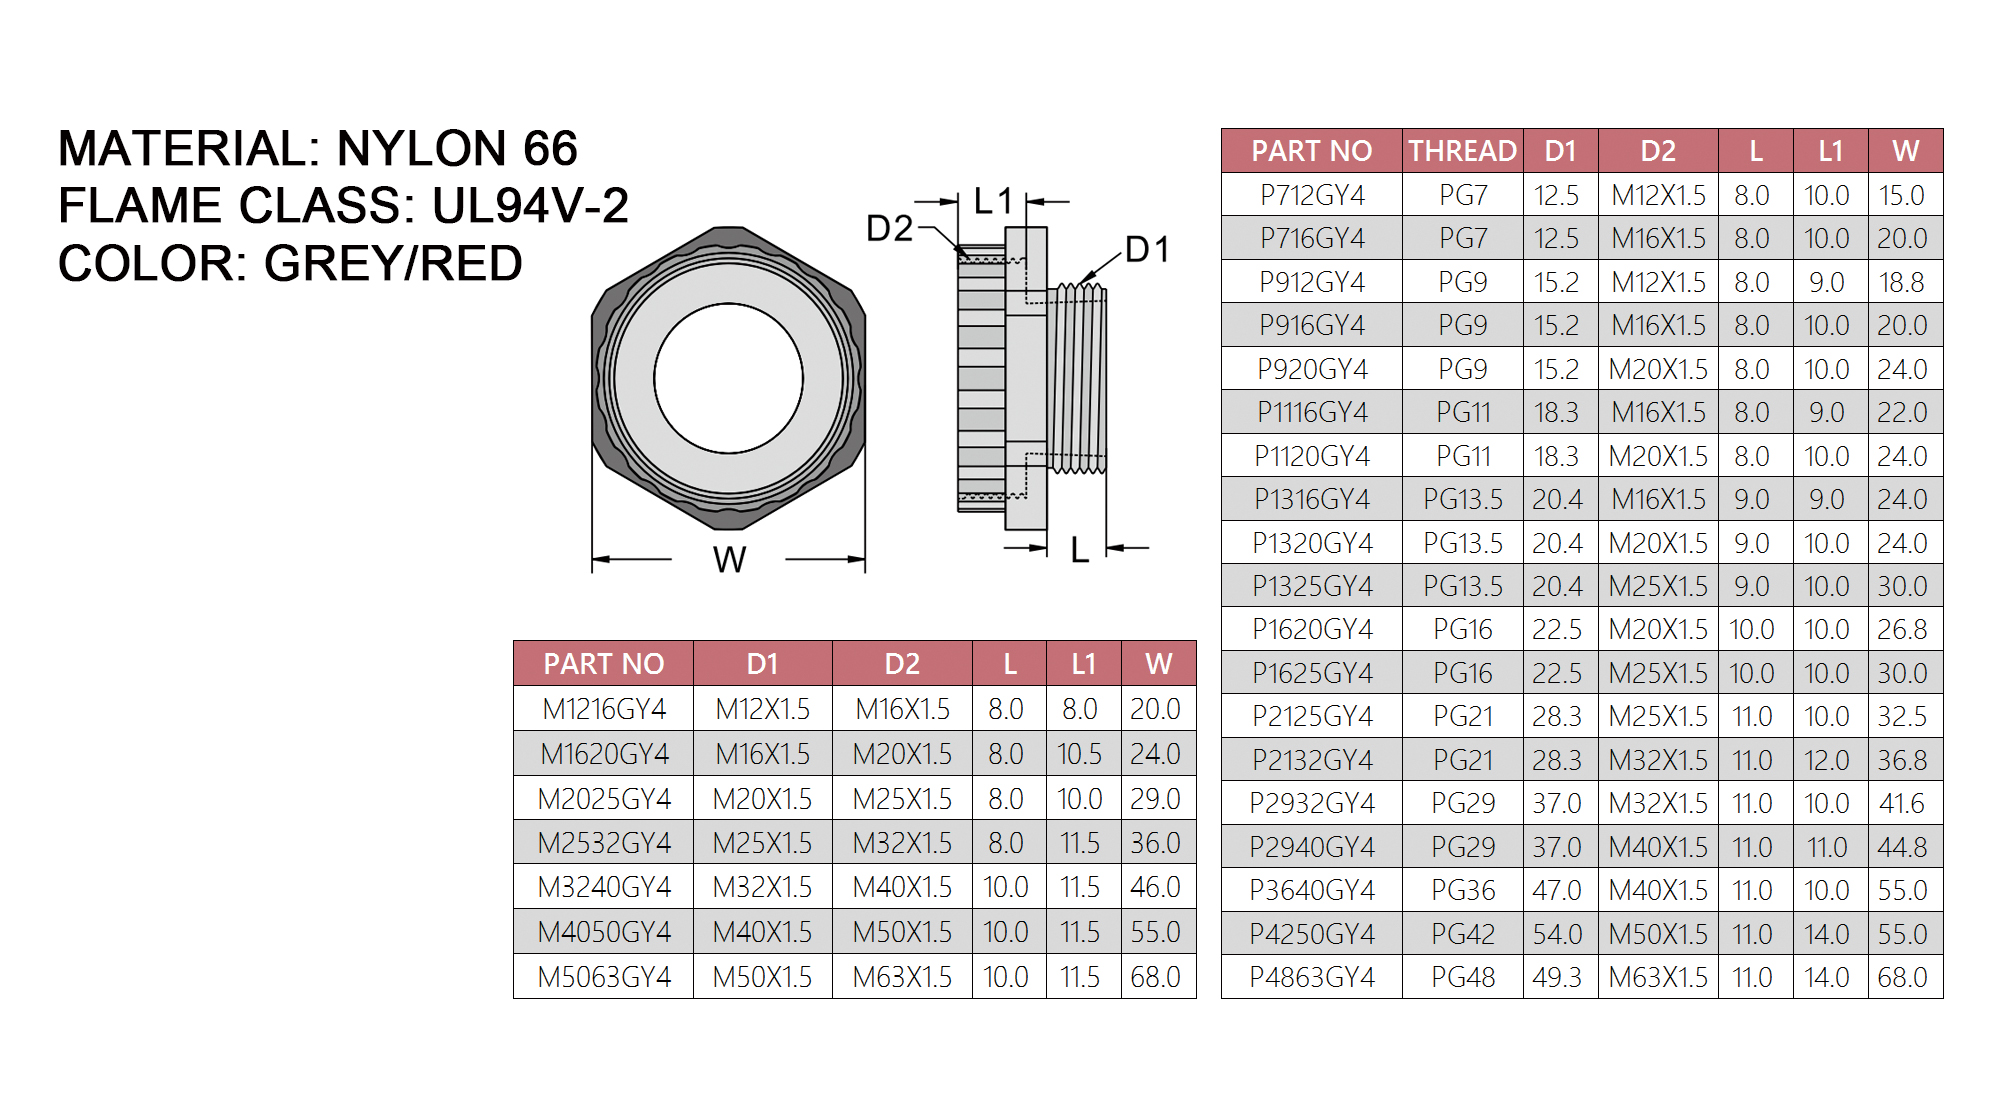 MATERIAL: NYLON 66
FLAME CLASS: UL94V-2
COLOR: GREY/RED
L1
D2
D1
W
L
PART NO D1 D2 L L1 W
M1216GY4 M12X1.5 M16X1.5 8.0 8.0 20.0
M1620GY4 M16X1.5 M20X1.5 8.0 10.5 24.0
M2025GY4 M20X1.5 M25X1.5 8.0 10.0 29.0
M2532GY4 M25X1.5 M32X1.5 8.0 11.5 36.0
M3240GY4 M32X1.5 M40X1.5 10.0 11.5 46.0
M4050GY4 M40X1.5 M50X1.5 10.0 11.5 55.0
M5063GY4 M50X1.5 M63X1.5 10.0 11.5 68.0
PART NO THREAD D1 D2 L L1 W
P712GY4 PG7 12.5 M12X1.5 8.0 10.0 15.0
P716GY4 PG7 12.5 M16X1.5 8.0 10.0 20.0
P912GY4 PG9 15.2 M12X1.5 8.0 9.0 18.8
P916GY4 PG9 15.2 M16X1.5 8.0 10.0 20.0
P920GY4 PG9 15.2 M20X1.5 8.0 10.0 24.0
P1116GY4 PG11 18.3 M16X1.5 8.0 9.0 22.0
P1120GY4 PG11 18.3 M20X1.5 8.0 10.0 24.0
P1316GY4 PG13.5 20.4 M16X1.5 9.0 9.0 24.0
P1320GY4 PG13.5 20.4 M20X1.5 9.0 10.0 24.0
P1325GY4 PG13.5 20.4 M25X1.5 9.0 10.0 30.0
P1620GY4 PG16 22.5 M20X1.5 10.0 10.0 26.8
P1625GY4 PG16 22.5 M25X1.5 10.0 10.0 30.0
P2125GY4 PG21 28.3 M25X1.5 11.0 10.0 32.5
P2132GY4 PG21 28.3 M32X1.5 11.0 12.0 36.8
P2932GY4 PG29 37.0 M32X1.5 11.0 10.0 41.6
P2940GY4 PG29 37.0 M40X1.5 11.0 11.0 44.8
P3640GY4 PG36 47.0 M40X1.5 11.0 10.0 55.0
P4250GY4 PG42 54.0 M50X1.5 11.0 14.0 55.0
P4863GY4 PG48 49.3 M63X1.5 11.0 14.0 68.0